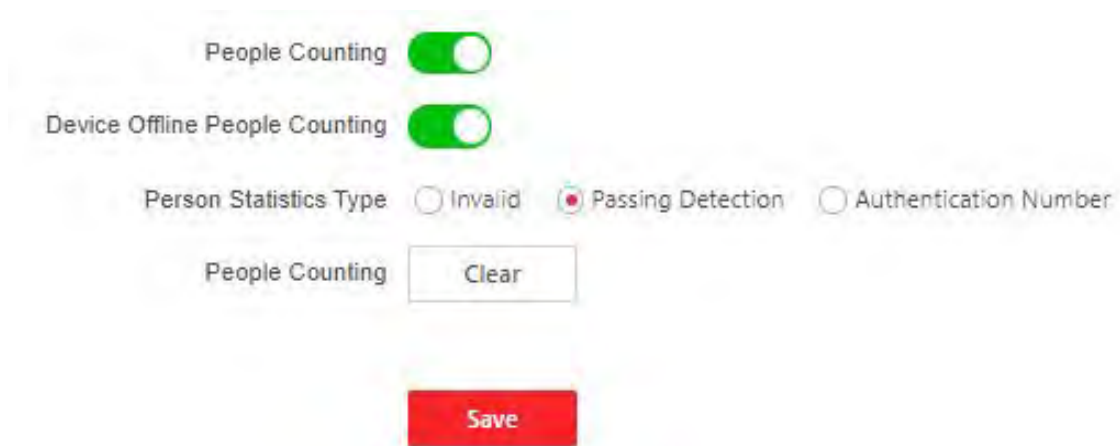 People Counting
Device Offline People Counting
Person Statistics Type Invalid Passing Detection Authentication Number
People Counting Clear
Save